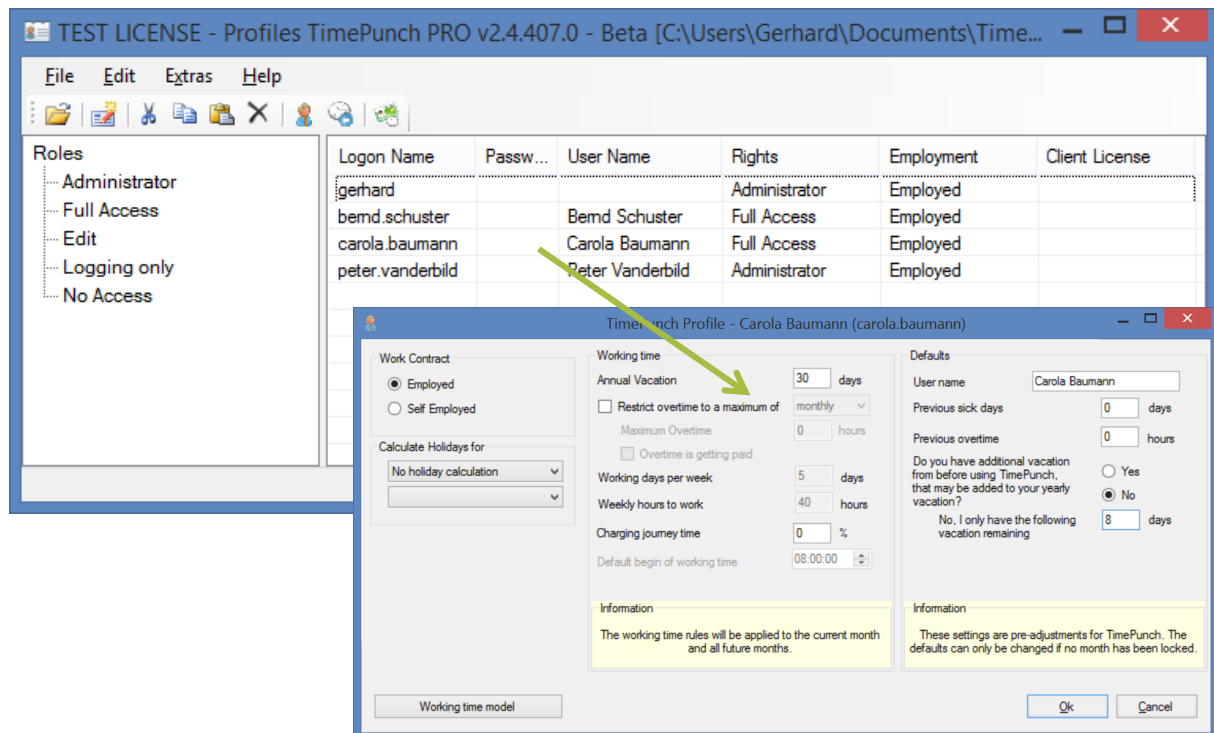 TEST LICENSE - Profiles TimePunch PRO v2.4.407.0 - Beta [C:\Users\Gerhard\Documents\Time...
File Edit Extras Help
Roles
Administrator
Full Access
Edit
Logging only
No Access
Logon Name Passw... User Name Rights Employment Client License
gerhard Administrator Employed
bernd.schuster Bernd Schuster Full Access Employed
carola.baumann Carola Baumann Full Access Employed
peter.vanderbild Peter Vanderbild Administrator Employed
TimePunch Profile - Carola Baumann (carola.baumann)
Work Contract
Employed
Self Employed
Calculate Holidays for
No holiday calculation
Working time
Annual Vacation 30 days
Restrict overtime to a maximum of monthly
Maximum Overtime 0 hours
Overtime is getting paid
Working days per week 5 days
Weekly hours to work 40 hours
Charging journey time 0 %
Default begin of working time 08:00:00
Information
The working time rules will be applied to the current month
and all future months.
Defaults
User name Carola Baumann
Previous sick days 0 days
Previous overtime 0 hours
Do you have additional vacation
from before using TimePunch,
that may be added to your yearly
vacation?
Yes
No
No, I only have the following
vacation remaining
8 days
Information
These settings are pre-adjustments for TimePunch. The
defaults can only be changed if no month has been locked.
Working time model
Ok Cancel